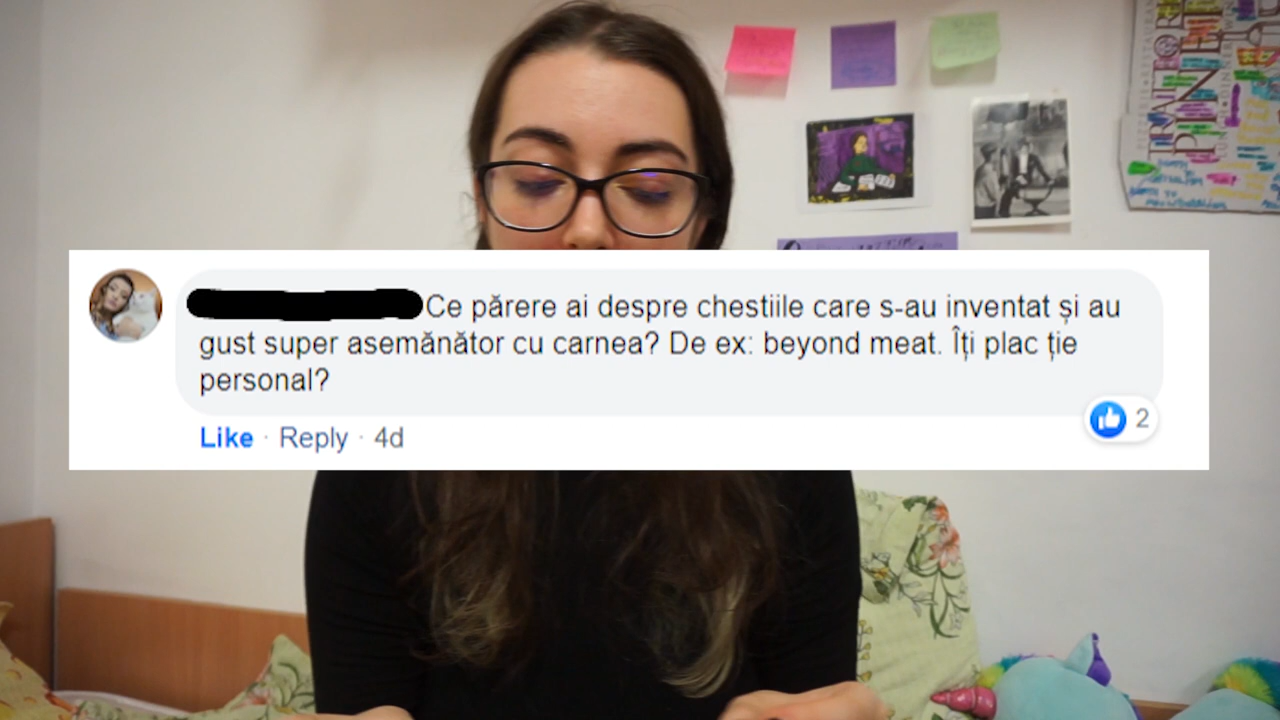 Ce părere ai despre chestiile care s-au inventat și au
gust super asemănător cu carnea? De ex: beyond meat. Îți plac ție
personal?
Like · Reply · 4d
2